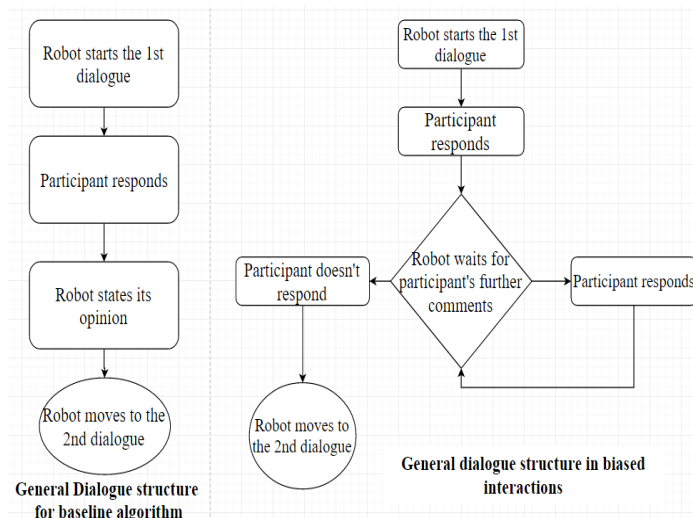 Robot starts the 1st
dialogue
Participant responds
Robot states its
opinion
Robot moves to the
2nd dialogue
General Dialogue structure
for baseline algorithm
Robot starts the 1st
dialogue
Participant
responds
Robot waits for
participant's further
comments
Participant doesn't
respond
Participant responds
Robot moves to
the 2nd dialogue
General dialogue structure in biased
interactions